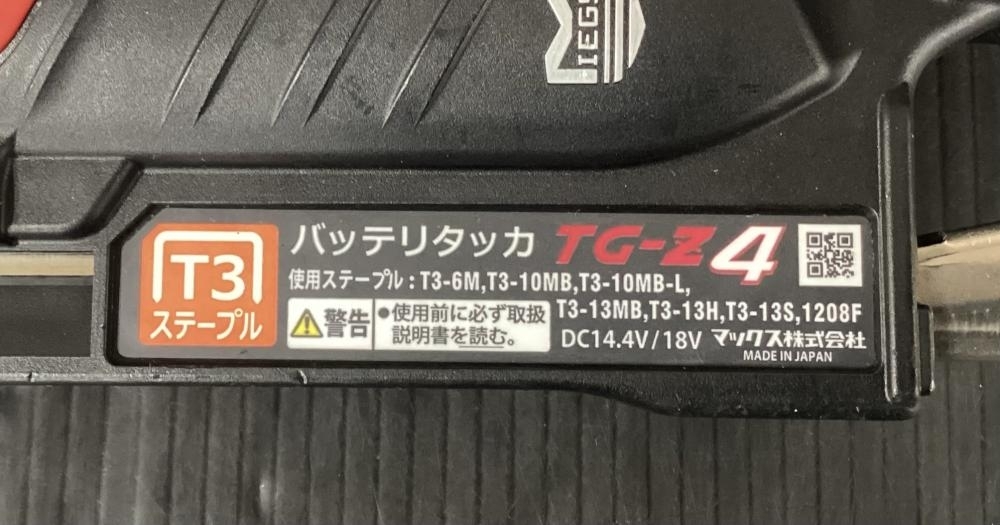 T3
ステープル
バッテリタッカ TG-Z4
使用ステープル：T3-6M,T3-10MB,T3-10MB-L,
T3-13MB,T3-13H,T3-13S,1208F
警告
●使用前に必ず取扱
説明書を読む。
DC14.4V/18V マックス株式会社
MADE IN JAPAN